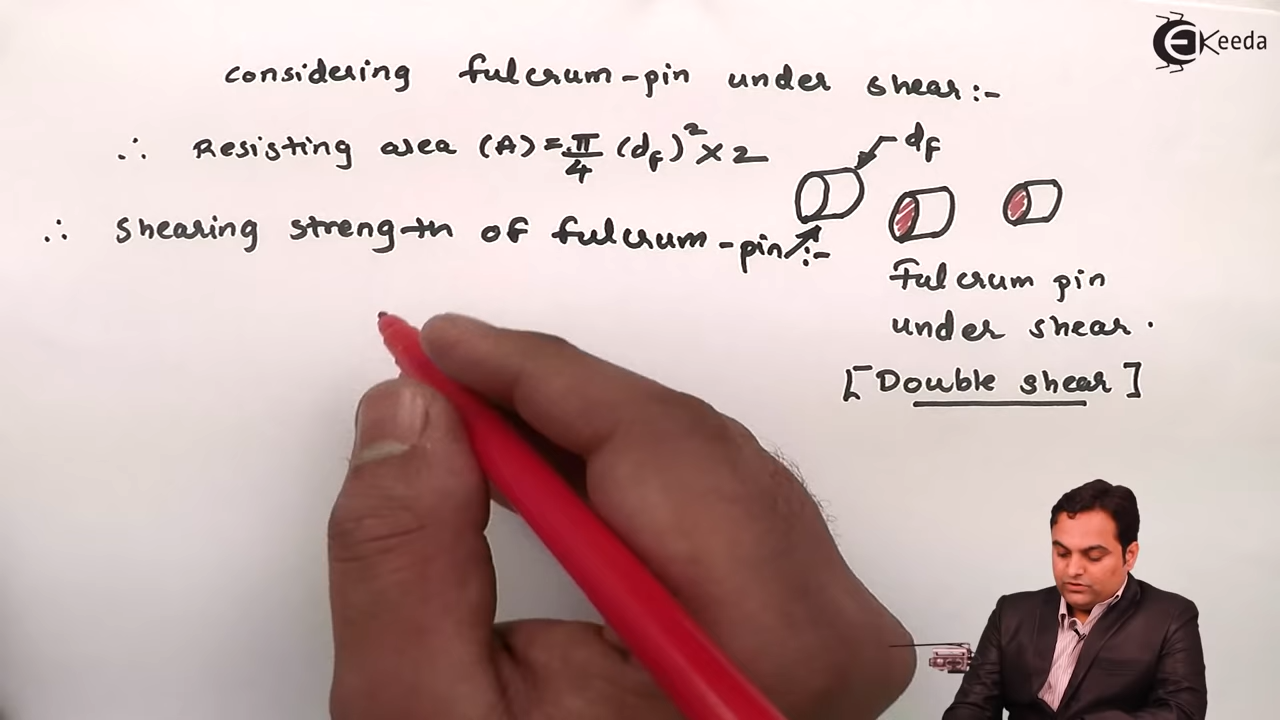 EKeeda
considering fulcrum-pin under shear:-
∴ Resisting area (A) = π/4 (df)² × 2
df
∴ shearing strength of fulcrum-pin :-
Fulcrum pin
under shear.
[Double shear]